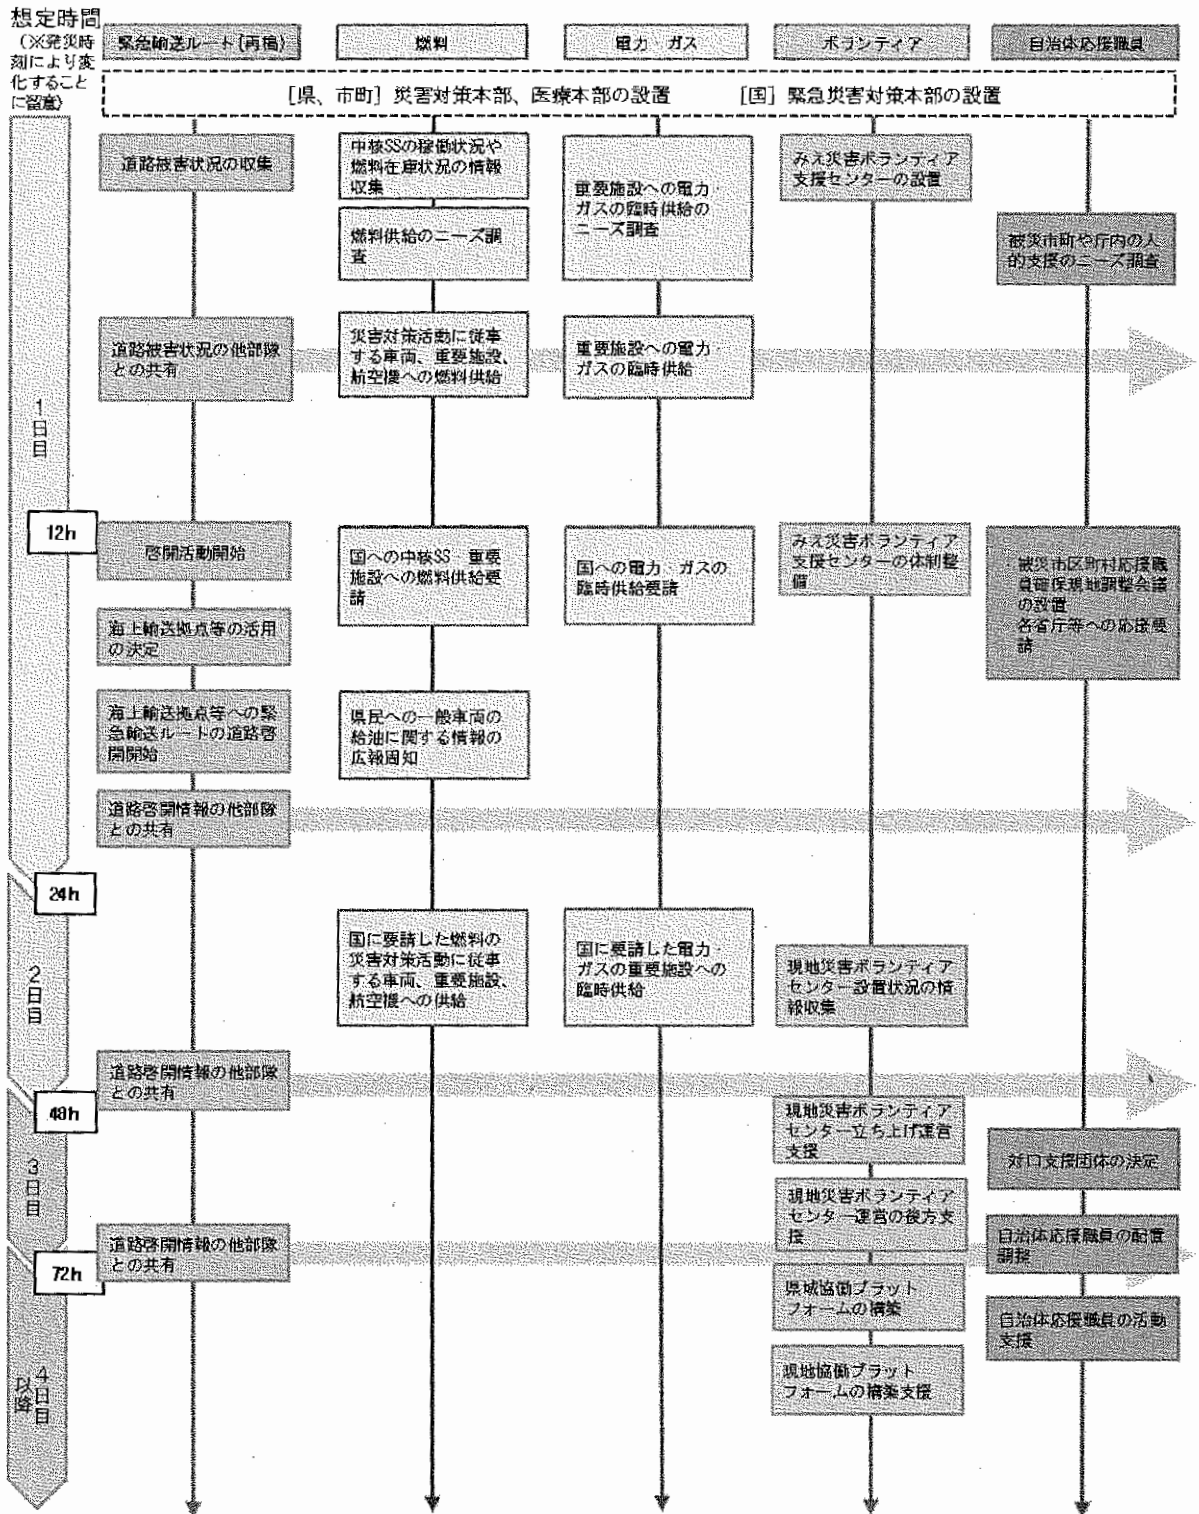 想定時間
(※発災時
刻により変
化すること
に留意)
緊急輸送ルート(再掲)
燃料
電力・ガス
ボランティア
自治体応援職員
[県、市町] 災害対策本部、医療本部の設置 [国] 緊急災害対策本部の設置
1日目
道路被害状況の収集
中核SSの稼働状況や
燃料在庫状況の情報
収集
重要施設への電力・
ガスの臨時供給の
ニーズ調査
みえ災害ボランティア
支援センターの設置
燃料供給のニーズ調
査
被災市町や庁内の人
的支援のニーズ調査
道路被害状況の他部隊
との共有
災害対策活動に従事
する車両、重要施設、
航空機への燃料供給
重要施設への電力・
ガスの臨時供給
12h
啓開活動開始
国への中核SS 重要
施設への燃料供給要
請
国への電力 ガスの
臨時供給要請
みえ災害ボランティア
支援センターの体制整
備
被災市区町村応援職
員確保現地調整会議
の設置
各省庁等への応援要
請
海上輸送拠点等の活用
の決定
海上輸送拠点等への緊
急輸送ルートの道路啓
開開始
県民への一般車両の
給油に関する情報の
広報周知
道路啓開情報の他部隊
との共有
24h
2日目
国に要請した燃料の
災害対策活動に従事
する車両、重要施設、
航空機への供給
国に要請した電力・
ガスの重要施設への
臨時供給
現地災害ボランティア
センター設置状況の情
報収集
道路啓開情報の他部隊
との共有
48h
3日目
現地災害ボランティア
センター立ち上げ運営
支援
対口支援団体の決定
現地災害ボランティア
センター運営の後方支
援
道路啓開情報の他部隊
との共有
自治体応援職員の配置
調整
72h
県域協働プラット
フォームの構築
自治体応援職員の活動
支援
4日目
以降
現地協働プラット
フォームの構築支援